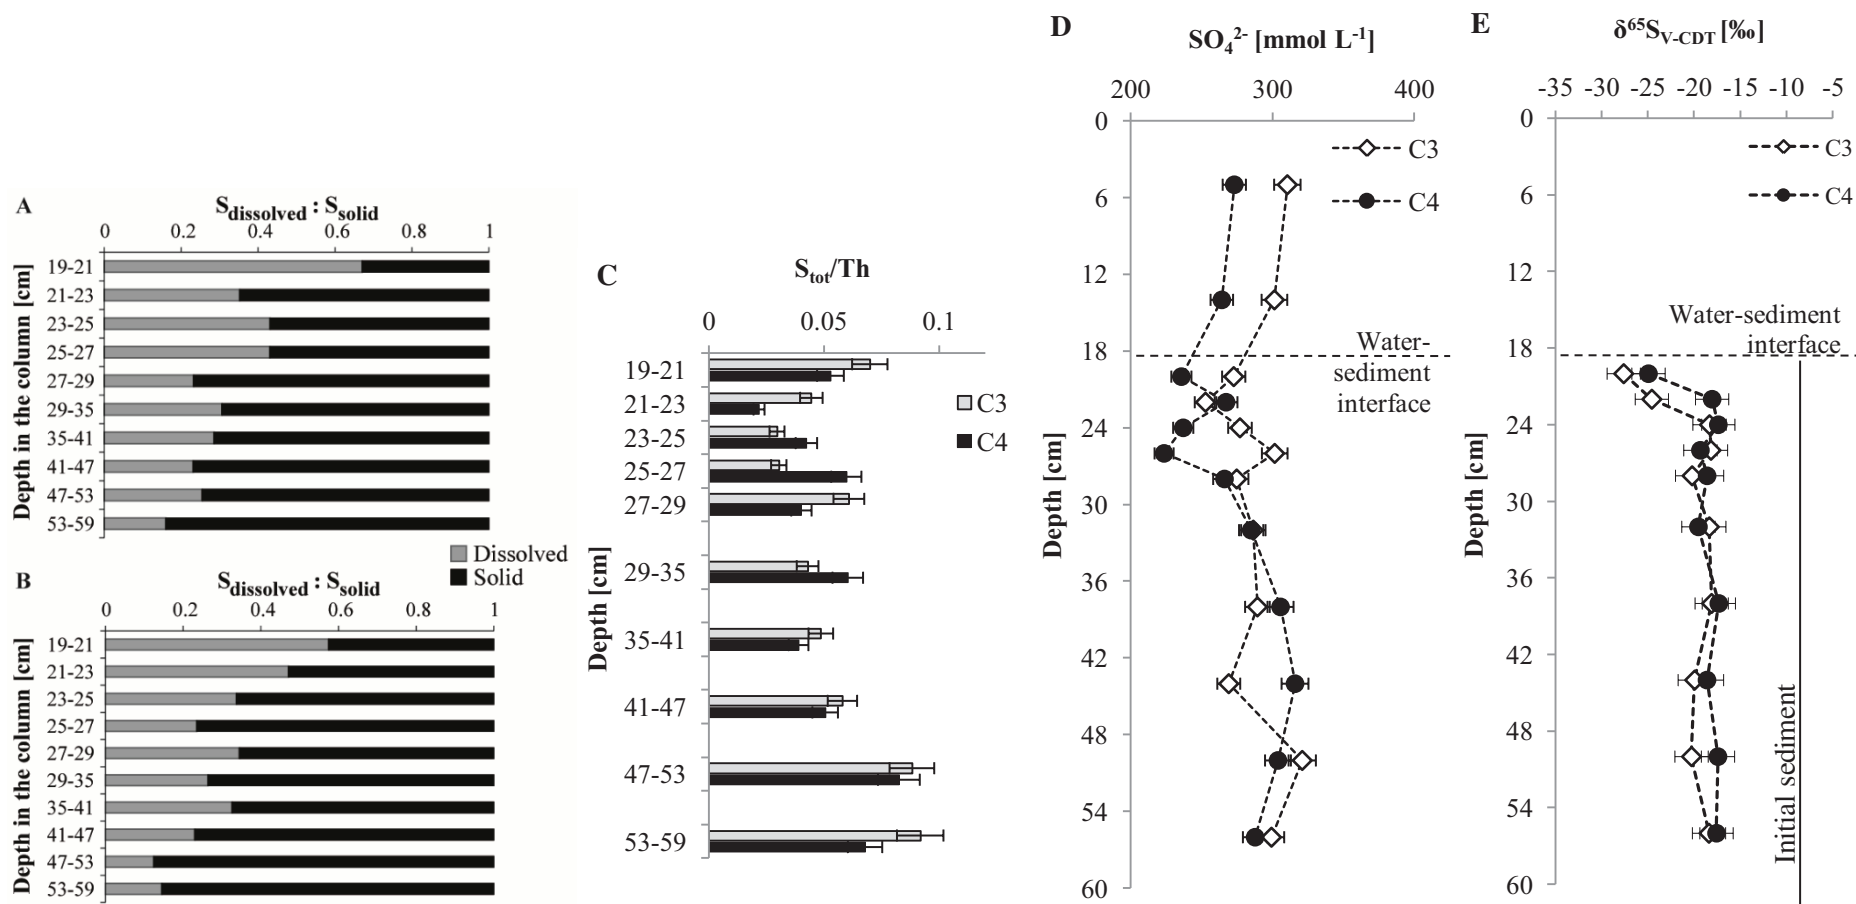 A
S_dissolved : S_solid
0 0.2 0.4 0.6 0.8 1
Depth in the column [cm]
19-21
21-23
23-25
25-27
27-29
29-35
35-41
41-47
47-53
53-59
Dissolved
Solid
B
S_dissolved : S_solid
0 0.2 0.4 0.6 0.8 1
Depth in the column [cm]
19-21
21-23
23-25
25-27
27-29
29-35
35-41
41-47
47-53
53-59
C
S_tot/Th
0 0.05 0.1
Depth [cm]
19-21
21-23
23-25
25-27
27-29
29-35
35-41
41-47
47-53
53-59
C3
C4
D
SO₄²⁻ [mmol L⁻¹]
200 300 400
Depth [cm]
0
6
12
18
24
30
36
42
48
54
60
C3
C4
Water-
sediment
interface
E
δ⁶⁵S_V-CDT [‰]
-35 -30 -25 -20 -15 -10 -5
Depth [cm]
0
6
12
18
24
30
36
42
48
54
60
C3
C4
Water-sediment
interface
Initial sediment